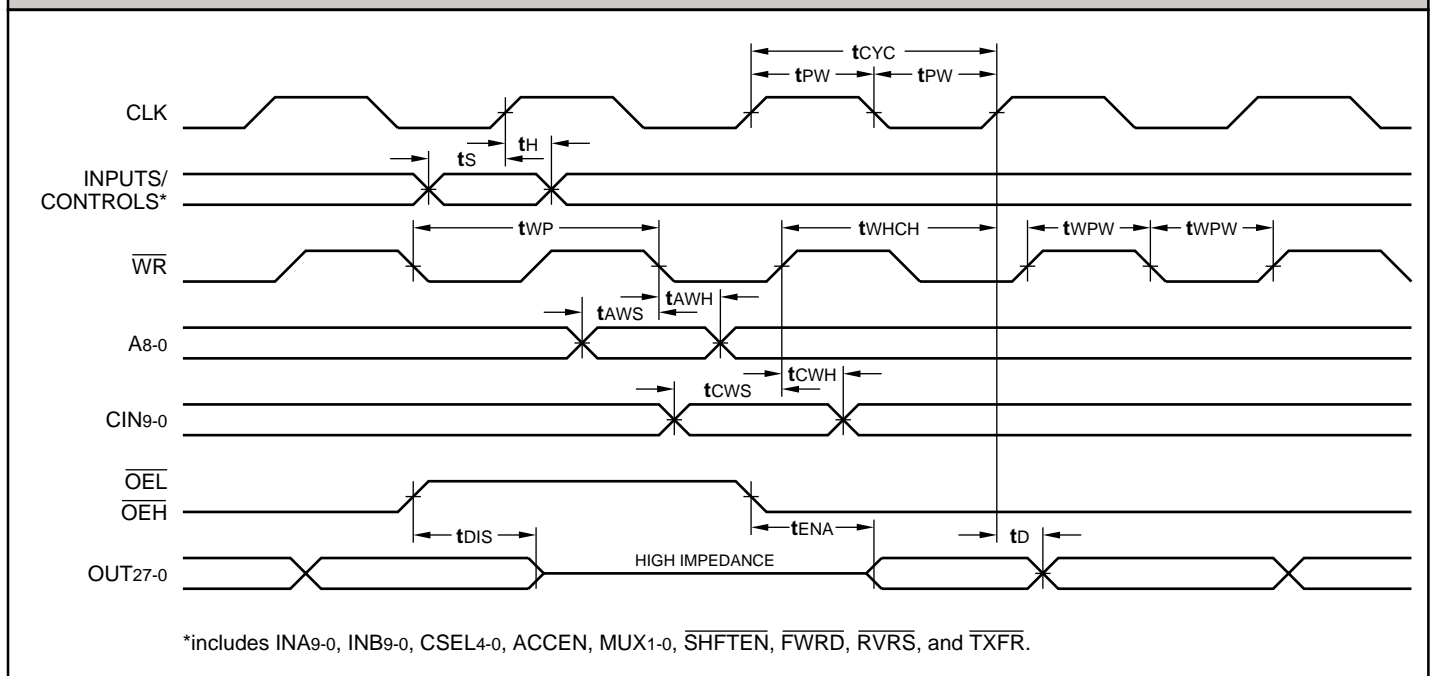 tCYC
tPW tPW
CLK
tS tH
INPUTS/
CONTROLS*
tWP tWHCH tWPW tWPW
WR
tAWS tAWH
A8-0
tCWS tCWH
CIN9-0
OEL
OEH
tDIS tENA tD
OUT27-0 HIGH IMPEDANCE
*includes INA9-0, INB9-0, CSEL4-0, ACCEN, MUX1-0, SHFTEN, FWRD, RVRS, and TXFR.